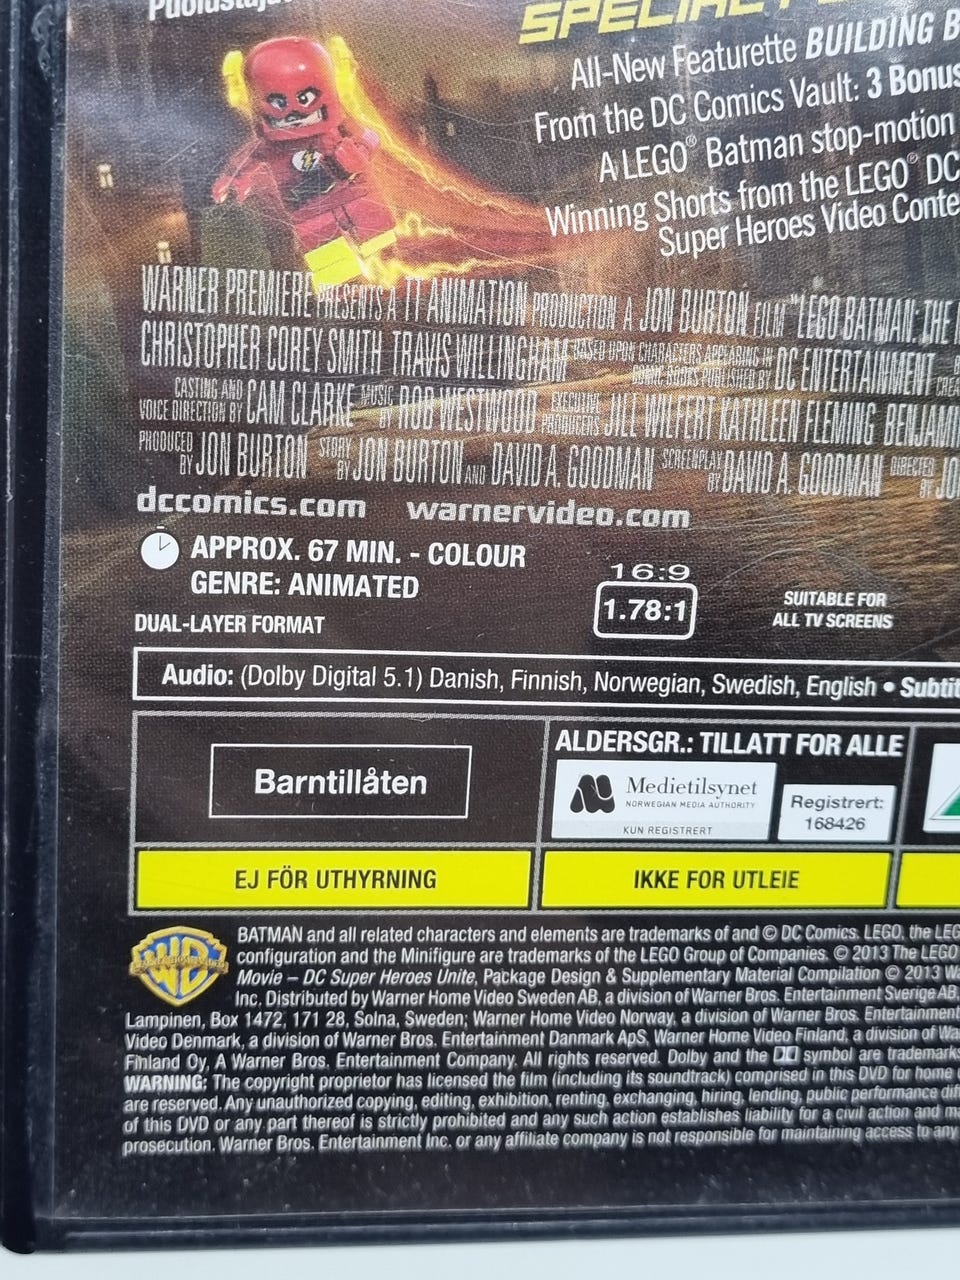 SPECIAL
All-New Featurette BUILDING B
From the DC Comics Vault: 3 Bonus
A LEGO® Batman stop-motion
Winning Shorts from the LEGO® DC
Super Heroes Video Conte
WARNER PREMIERE PRESENTS A TT ANIMATION PRODUCTION A JON BURTON FILM "LEGO BATMAN: THE
CHRISTOPHER COREY SMITH TRAVIS WILLINGHAM BASED UPON CHARACTERS APPEARING IN COMIC BOOKS PUBLISHED BY DC ENTERTAINMENT
CASTING AND VOICE DIRECTION BY CAM CLARKE MUSIC BY ROB WESTWOOD EXECUTIVE PRODUCERS JILL WILFERT KATHLEEN FLEMING BENJAMIN
PRODUCED BY JON BURTON STORY BY JON BURTON AND DAVID A. GOODMAN SCREENPLAY BY DAVID A. GOODMAN DIRECTED BY JO
dccomics.com warnervideo.com
APPROX. 67 MIN. - COLOUR
GENRE: ANIMATED
DUAL-LAYER FORMAT
16:9
1.78:1
SUITABLE FOR
ALL TV SCREENS
Audio: (Dolby Digital 5.1) Danish, Finnish, Norwegian, Swedish, English • Subtit
Barntillåten
ALDERSGR.: TILLATT FOR ALLE
Medietilsynet
NORWEGIAN MEDIA AUTHORITY
KUN REGISTRERT
Registrert:
168426
EJ FÖR UTHYRNING
IKKE FOR UTLEIE
BATMAN and all related characters and elements are trademarks of and © DC Comics. LEGO, the LEG
configuration and the Minifigure are trademarks of the LEGO Group of Companies. © 2013 The LEGO
Movie – DC Super Heroes Unite, Package Design & Supplementary Material Compilation © 2013 Wa
Inc. Distributed by Warner Home Video Sweden AB, a division of Warner Bros. Entertainment Sverige AB.
Lampinen, Box 1472, 171 28, Solna, Sweden; Warner Home Video Norway, a division of Warner Bros. Entertainment
Video Denmark, a division of Warner Bros. Entertainment Danmark ApS, Warner Home Video Finland, a division of Wa
Finland Oy, A Warner Bros. Entertainment Company. All rights reserved. Dolby and the symbol are trademarks
WARNING: The copyright proprietor has licensed the film (including its soundtrack) comprised in this DVD for home
are reserved. Any unauthorized copying, editing, exhibition, renting, exchanging, hiring, lending, public performance dif
of this DVD or any part thereof is strictly prohibited and any such action establishes liability for a civil action and m
prosecution. Warner Bros. Entertainment Inc. or any affiliate company is not responsible for maintaining access to any